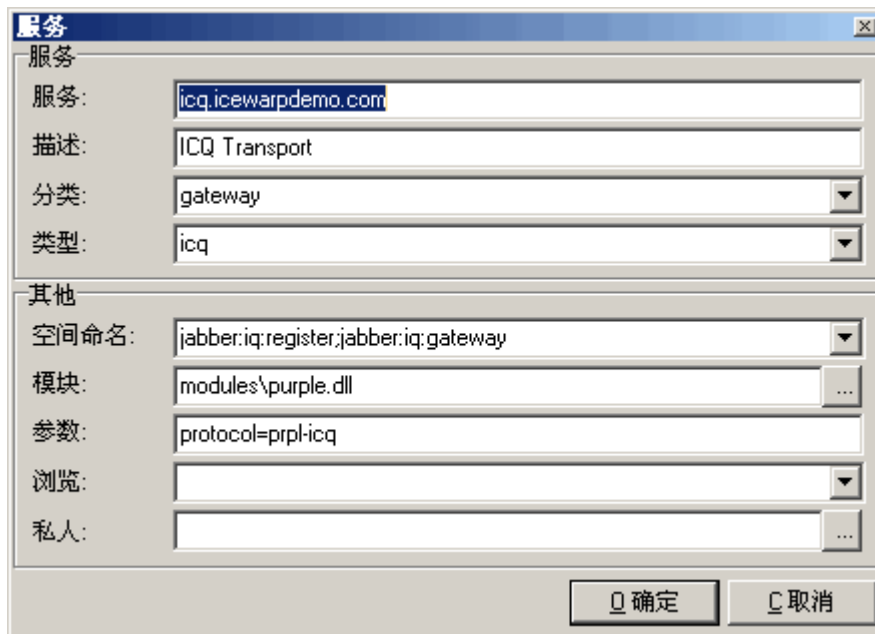 服务
服务
服务: icq.icewarpdemo.com
描述: ICQ Transport
分类: gateway
类型: icq
其他
空间命名: jabber:iq:register;jabber:iq:gateway
模块: modules\purple.dll ...
参数: protocol=prpl-icq
浏览:
私人: ...
O 确定 C 取消